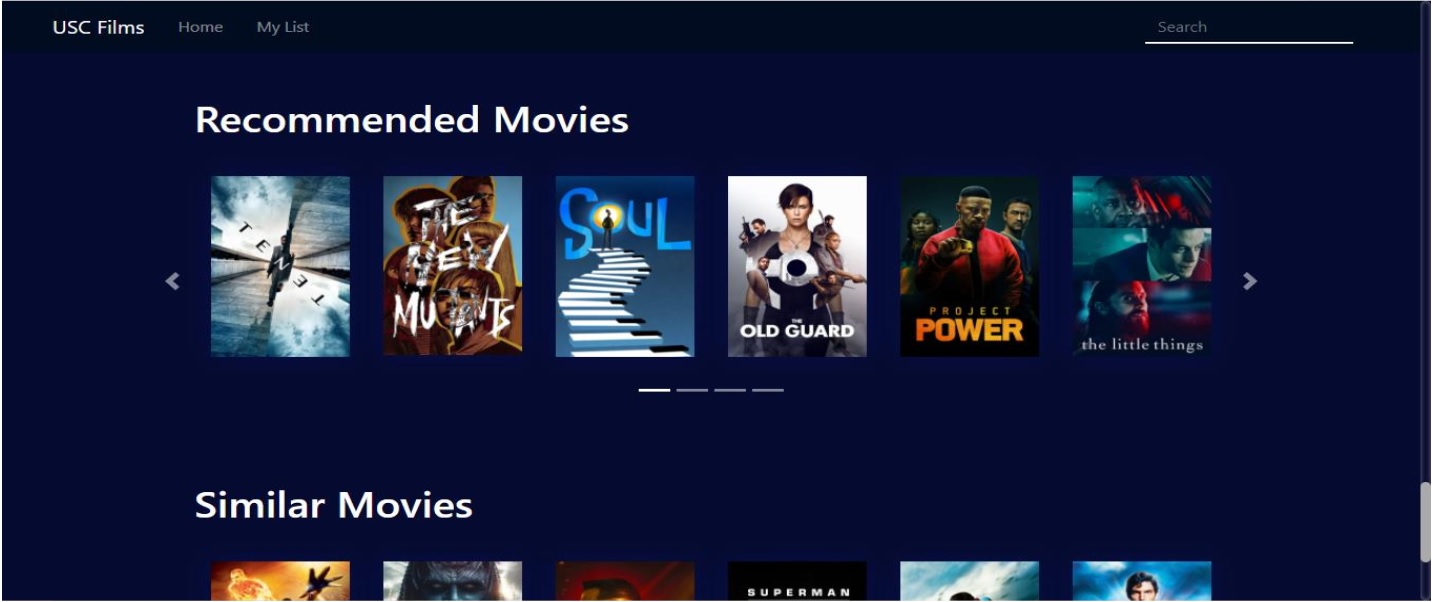 USC Films Home My List Search
Recommended Movies
TENET
THE NEW MUTANTS
SOUL
THE OLD GUARD
PROJECT POWER
the little things
Similar Movies
SUPERMAN